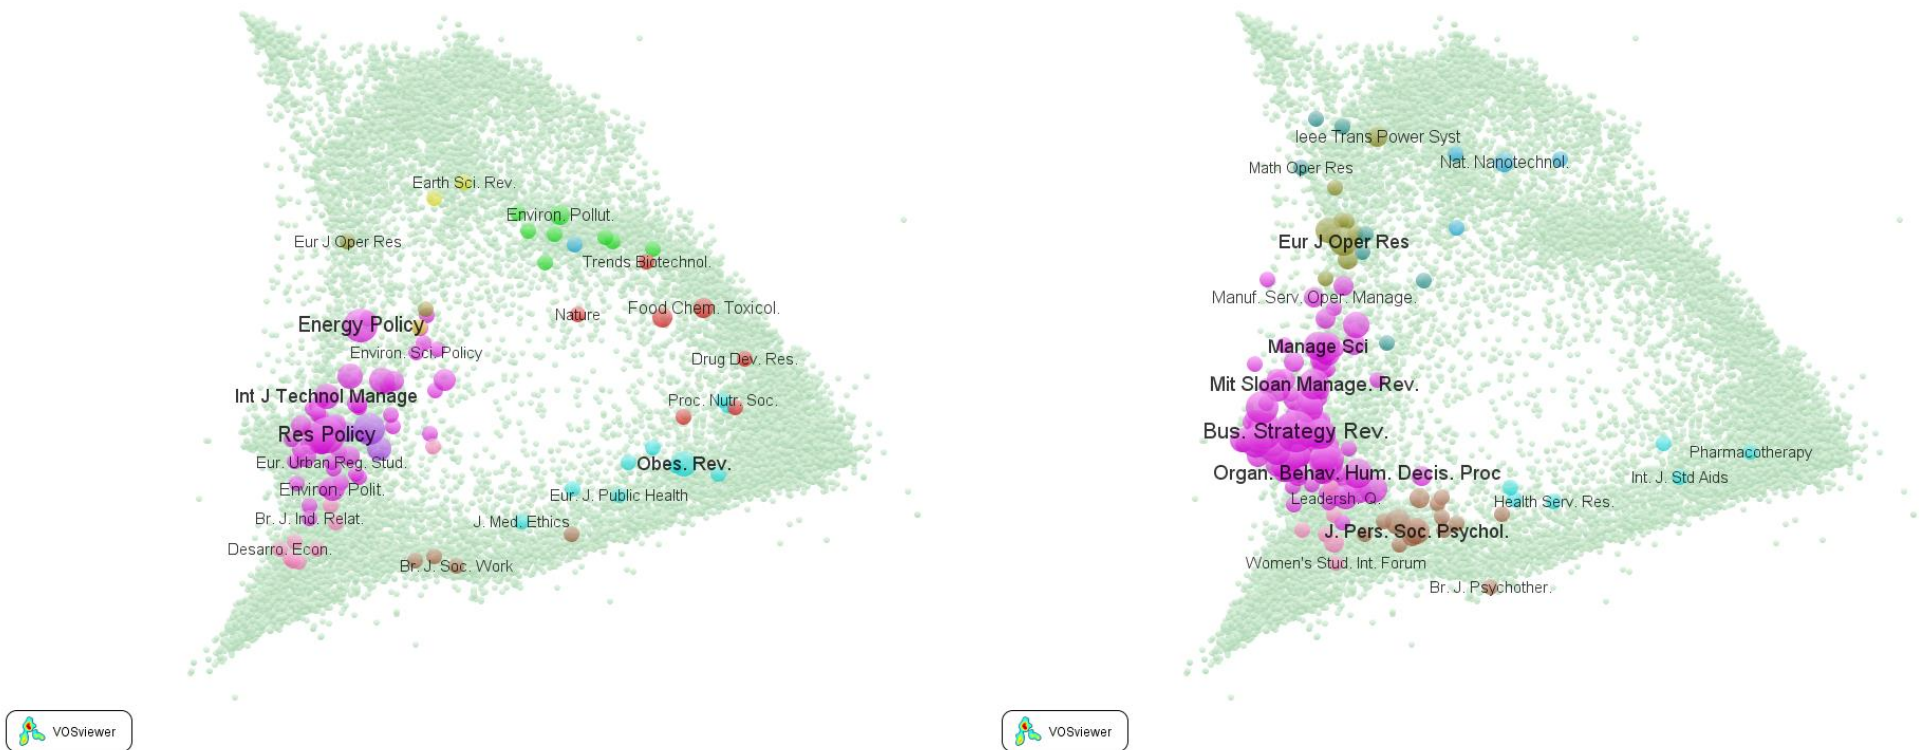 Earth Sci. Rev.
Environ. Pollut.
Eur J Oper Res
Trends Biotechnol.
Nature
Food Chem. Toxicol.
Energy Policy
Environ. Sci. Policy
Drug Dev. Res.
Int J Technol Manage
Proc. Nutr. Soc.
Res Policy
Eur. Urban Reg. Stud.
Obes. Rev.
Environ. Polit.
Eur. J. Public Health
Br. J. Ind. Relat.
J. Med. Ethics
Desarro. Econ.
Br. J. Soc. Work
VOSviewer
Ieee Trans Power Syst
Math Oper Res
Nat. Nanotechnol.
Eur J Oper Res
Manuf. Serv. Oper. Manage.
Manage Sci
Mit Sloan Manage. Rev.
Bus. Strategy Rev.
Pharmacotherapy
Organ. Behav. Hum. Decis. Proc
Int. J. Std Aids
Leadersh. Q.
Health Serv. Res.
J. Pers. Soc. Psychol.
Women's Stud. Int. Forum
Br. J. Psychother.
VOSviewer